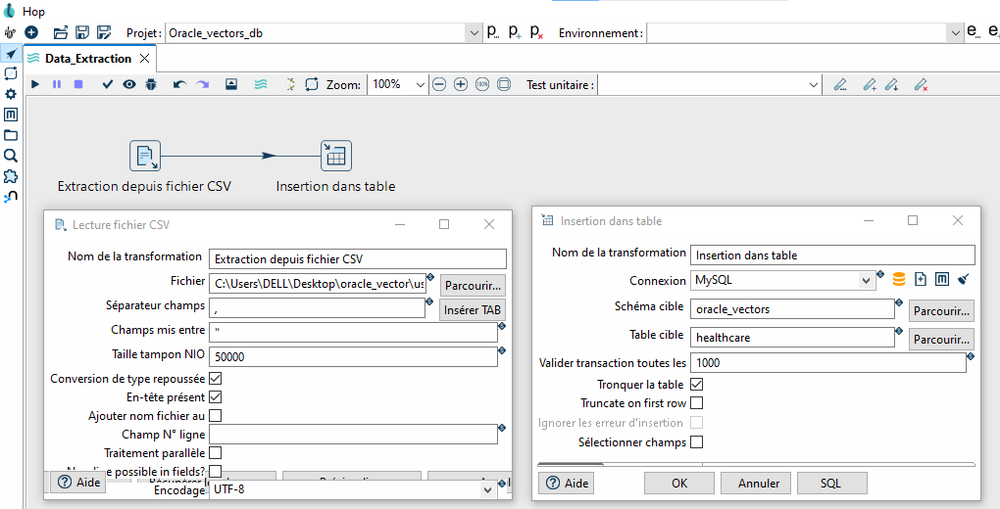 Hop
Projet: Oracle_vectors_db Environnement:
Data_Extraction
Zoom: 100% Test unitaire :
Extraction depuis fichier CSV Insertion dans table
Lecture fichier CSV
Nom de la transformation Extraction depuis fichier CSV
Fichier C:\Users\DELL\Desktop\oracle_vector\us Parcourir...
Séparateur champs , Insérer TAB
Champs mis entre "
Taille tampon NIO 50000
Conversion de type repoussée
En-tête présent
Ajouter nom fichier au
Champ N° ligne
Traitement parallèle
possible in fields?
Aide
Encodage UTF-8
Insertion dans table
Nom de la transformation Insertion dans table
Connexion MySQL
Schéma cible oracle_vectors Parcourir...
Table cible healthcare Parcourir...
Valider transaction toutes les 1000
Tronquer la table
Truncate on first row
Ignorer les erreur d'insertion
Sélectionner champs
Aide OK Annuler SQL